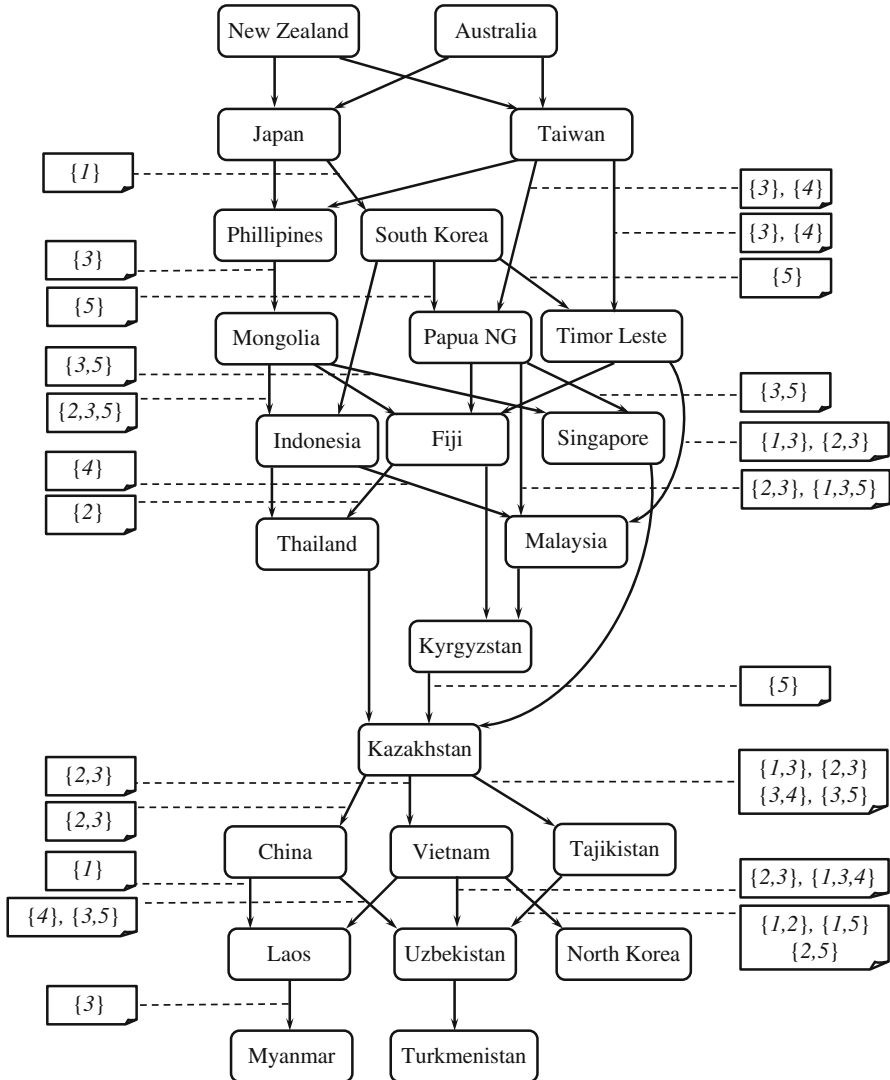 New Zealand
Australia
Japan
Taiwan
{1}
{3}, {4}
Phillipines
South Korea
{3}, {4}
{3}
{5}
{5}
Mongolia
Papua NG
Timor Leste
{3,5}
{3,5}
{2,3,5}
Indonesia
Fiji
Singapore
{1,3}, {2,3}
{4}
{2,3}, {1,3,5}
{2}
Thailand
Malaysia
Kyrgyzstan
{5}
Kazakhstan
{2,3}
{1,3}, {2,3}
{3,4}, {3,5}
{2,3}
China
Vietnam
Tajikistan
{1}
{2,3}, {1,3,4}
{4}, {3,5}
{1,2}, {1,5}
{2,5}
Laos
Uzbekistan
North Korea
{3}
Myanmar
Turkmenistan